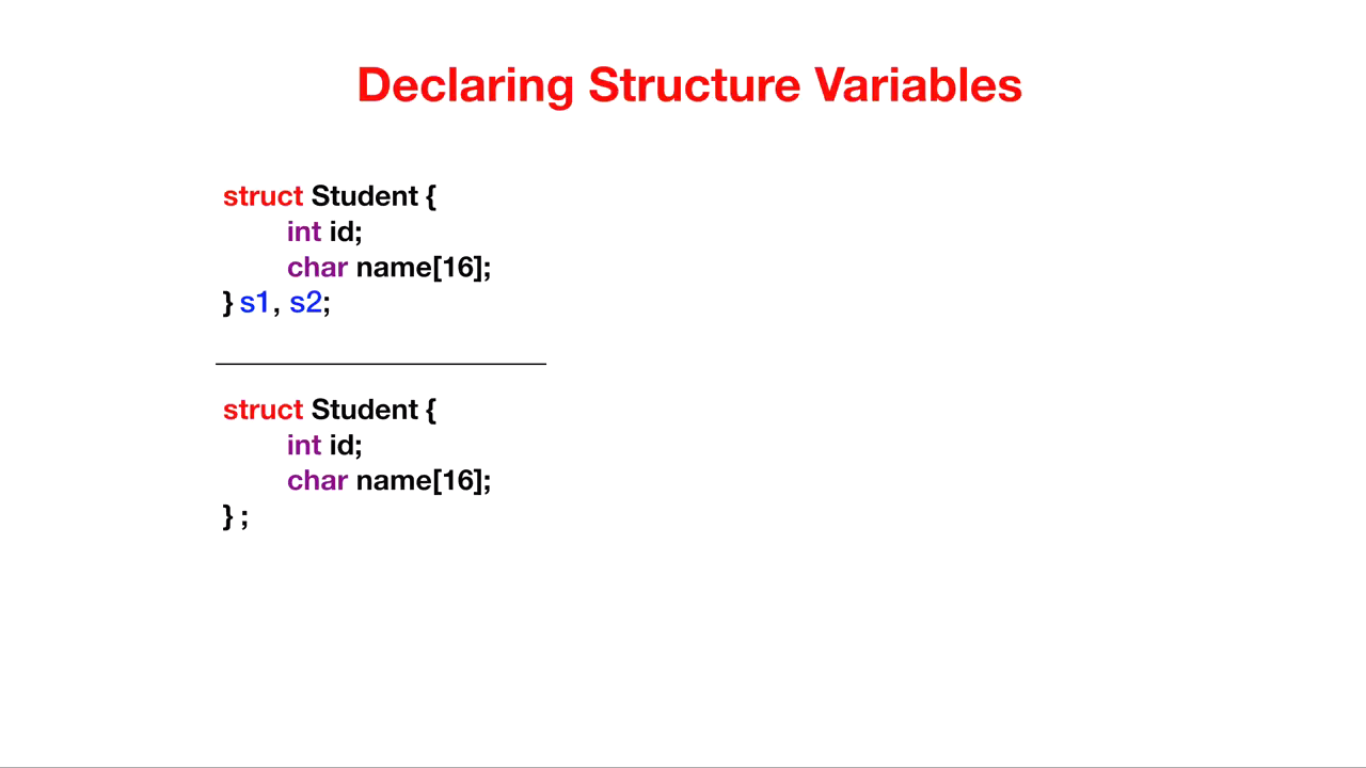 Declaring Structure Variables
struct Student {
int id;
char name[16];
} s1, s2;
struct Student {
int id;
char name[16];
} ;